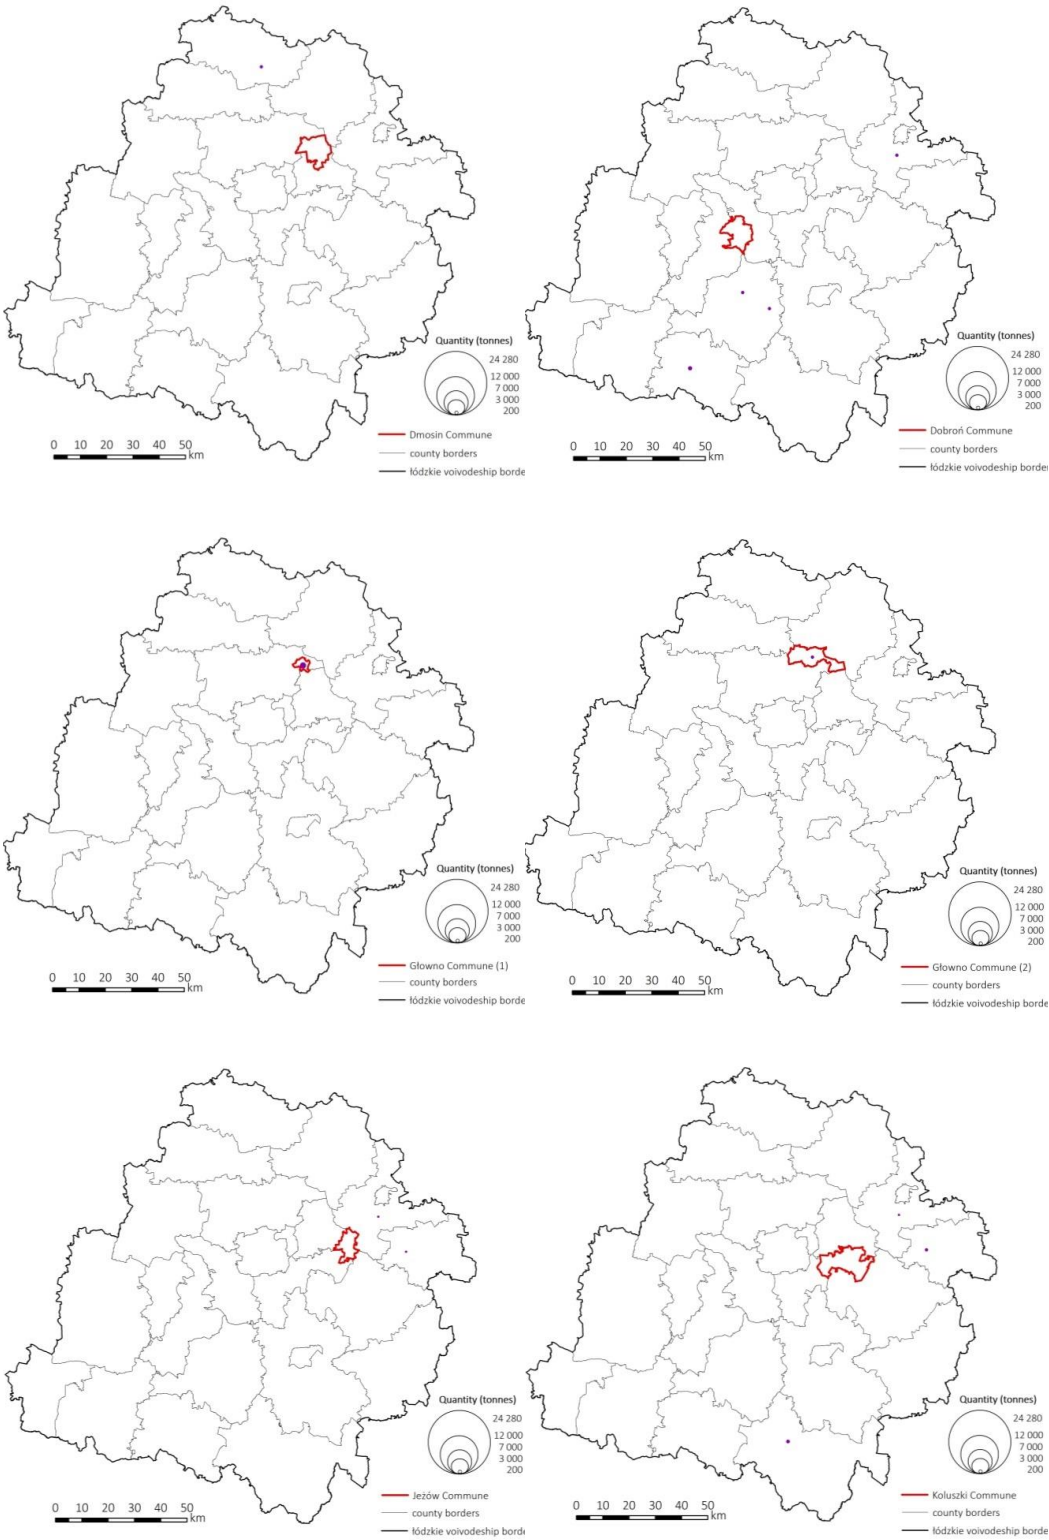 Quantity (tonnes)
24 280
12 000
7 000
3 000
200
Dmosin Commune
county borders
łódzkie voivodeship borde
0 10 20 30 40 50
km
Quantity (tonnes)
24 280
12 000
7 000
3 000
200
Dobroń Commune
county borders
łódzkie voivodeship border
0 10 20 30 40 50
km
Quantity (tonnes)
24 280
12 000
7 000
3 000
200
Głowno Commune (1)
county borders
łódzkie voivodeship borde
0 10 20 30 40 50
km
Quantity (tonnes)
24 280
12 000
7 000
3 000
200
Głowno Commune (2)
county borders
łódzkie voivodeship borde
0 10 20 30 40 50
km
Quantity (tonnes)
24 280
12 000
7 000
3 000
200
Jeżów Commune
county borders
łódzkie voivodeship borde
0 10 20 30 40 50
km
Quantity (tonnes)
24 280
12 000
7 000
3 000
200
Koluszki Commune
county borders
łódzkie voivodeship borde
0 10 20 30 40 50
km